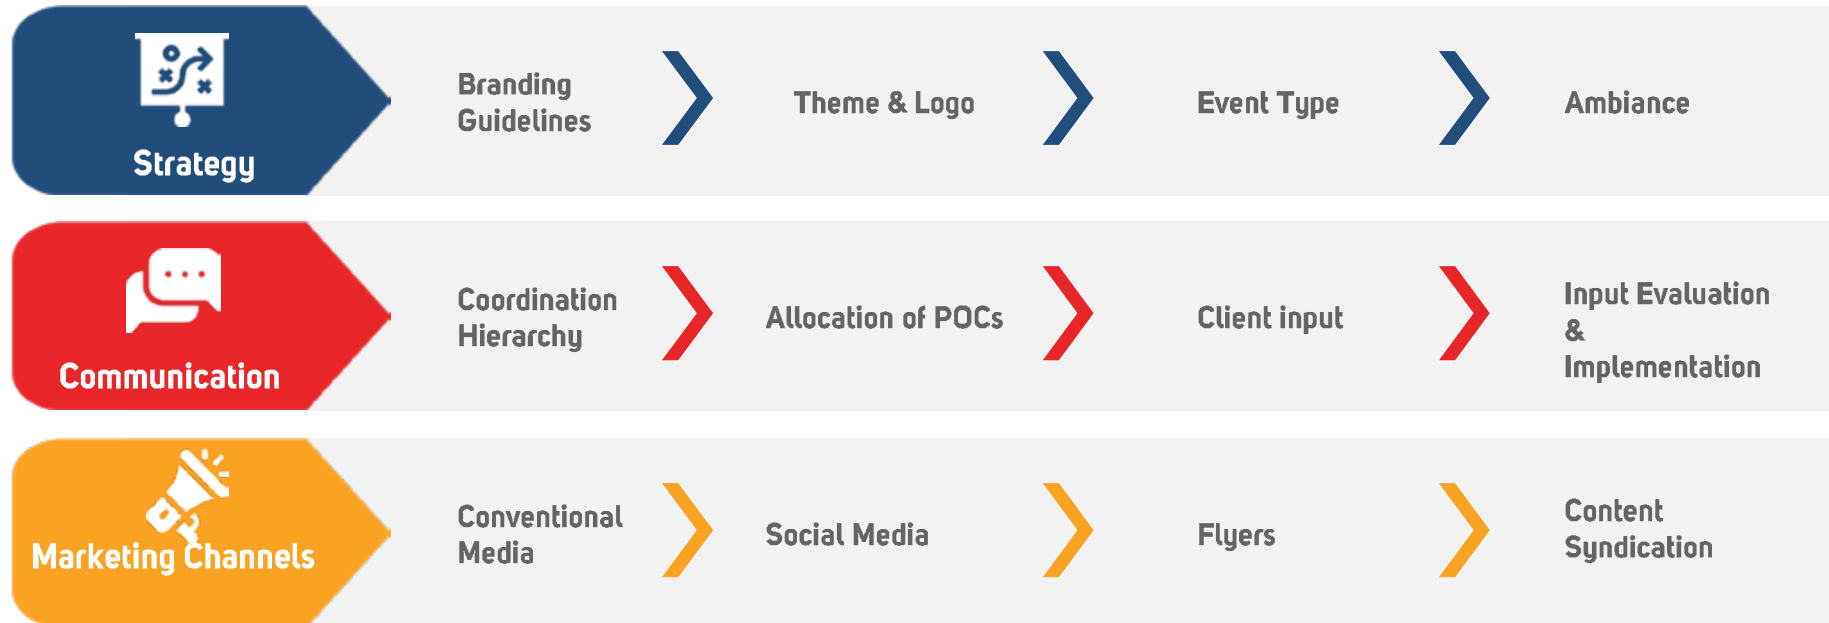 Strategy
Branding
Guidelines
Theme & Logo
Event Type
Ambiance
Communication
Coordination
Hierarchy
Allocation of POCs
Client input
Input Evaluation
&
Implementation
Marketing Channels
Conventional
Media
Social Media
Flyers
Content
Syndication